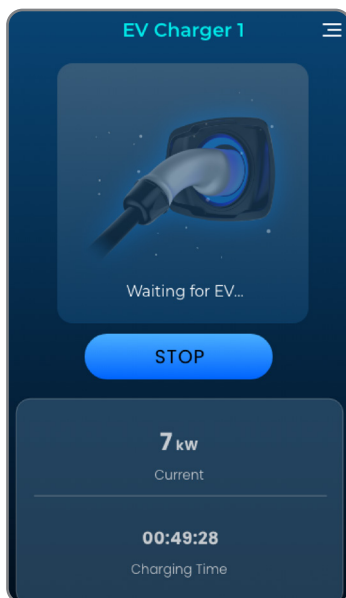 EV Charger 1
Waiting for EV...
STOP
7 kW
Current
00:49:28
Charging Time